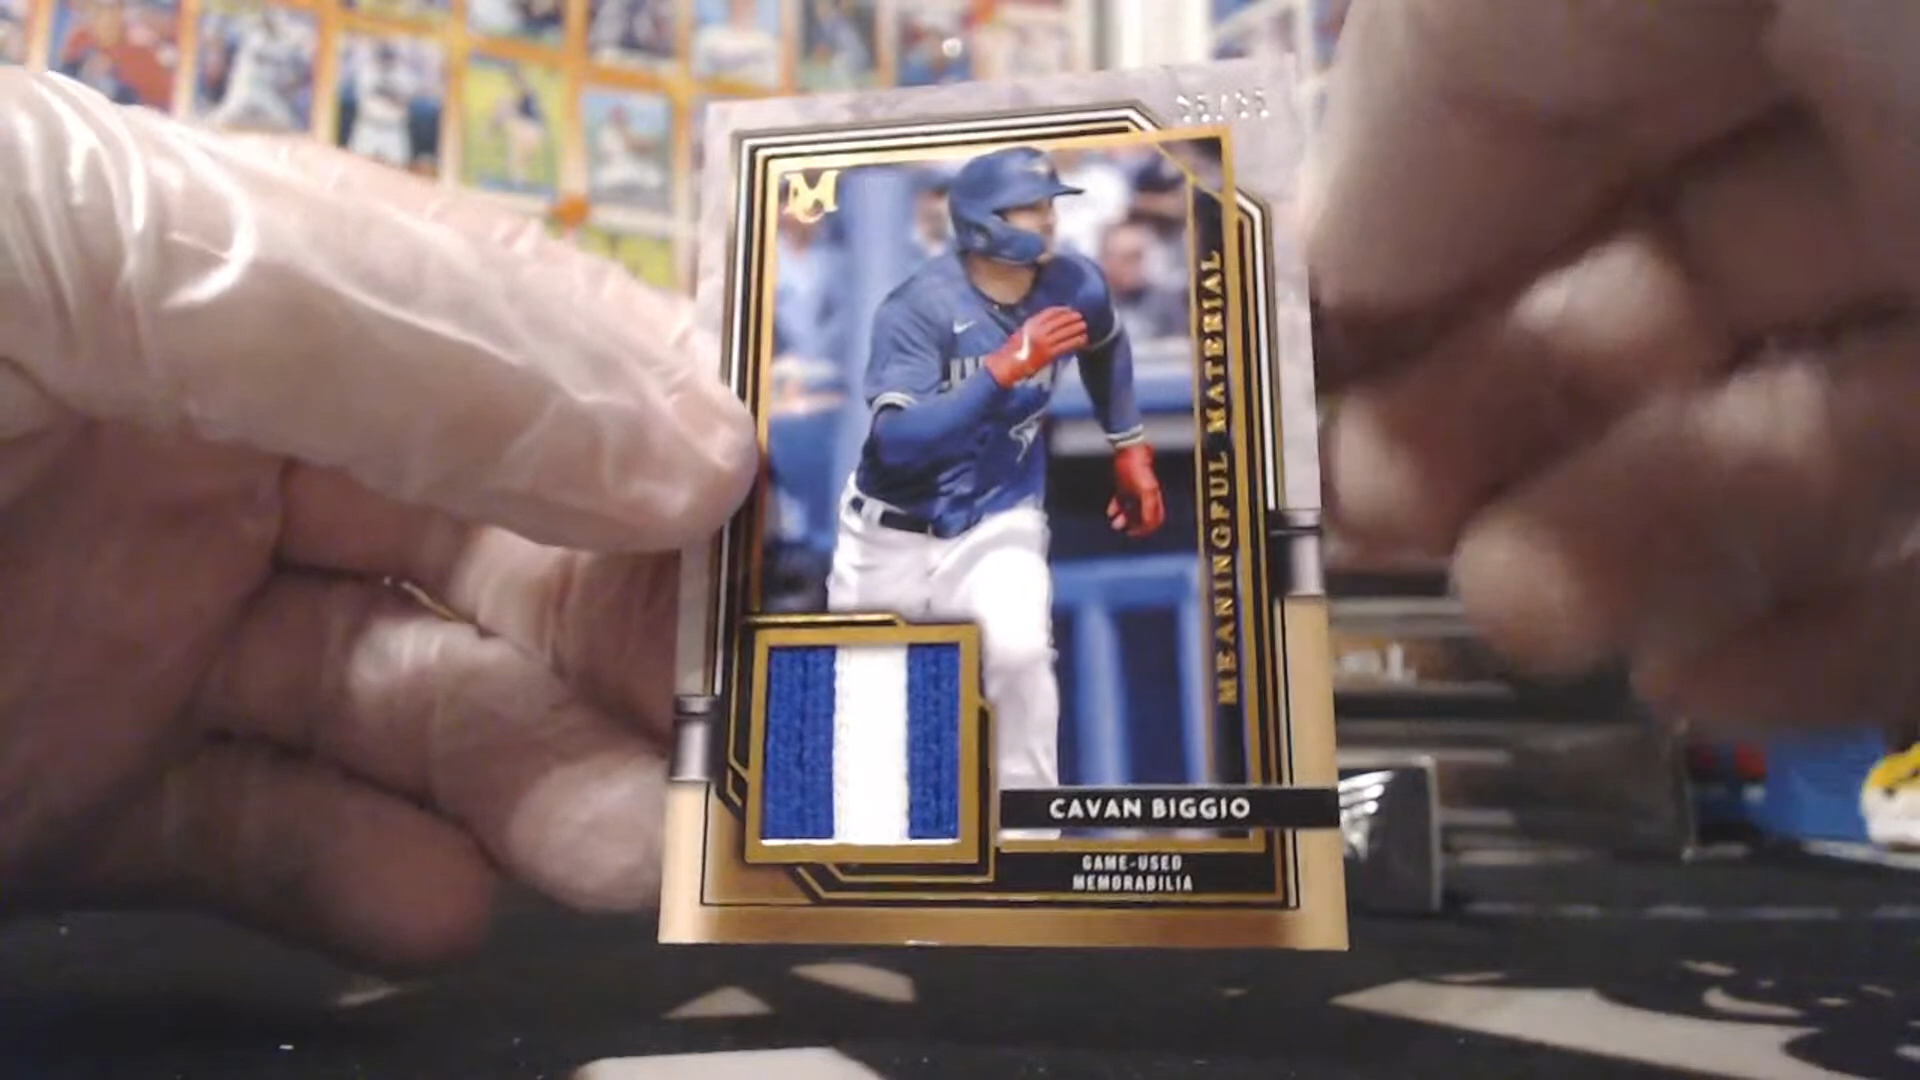 M
MEANINGFUL MATERIAL
CAVAN BIGGIO
GAME-USED
MEMORABILIA